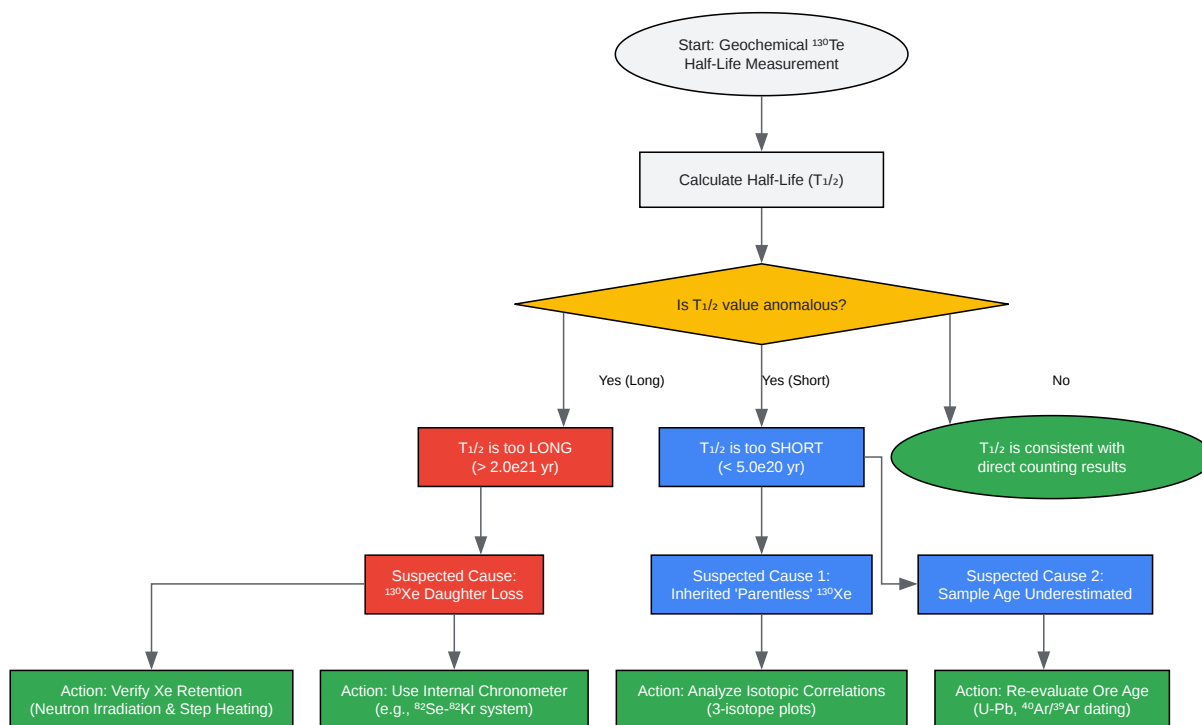 Start: Geochemical ¹³⁰Te
Half-Life Measurement
Calculate Half-Life (T₁/₂)
Is T₁/₂ value anomalous?
Yes (Long)
Yes (Short)
No
T₁/₂ is too LONG
(> 2.0e21 yr)
T₁/₂ is too SHORT
(< 5.0e20 yr)
T₁/₂ is consistent with
direct counting results
Suspected Cause:
¹³⁰Xe Daughter Loss
Suspected Cause 1:
Inherited 'Parentless' ¹³⁰Xe
Suspected Cause 2:
Sample Age Underestimated
Action: Verify Xe Retention
(Neutron Irradiation & Step Heating)
Action: Use Internal Chronometer
(e.g., ⁸²Se-⁸²Kr system)
Action: Analyze Isotopic Correlations
(3-isotope plots)
Action: Re-evaluate Ore Age
(U-Pb, ⁴⁰Ar/³⁹Ar dating)